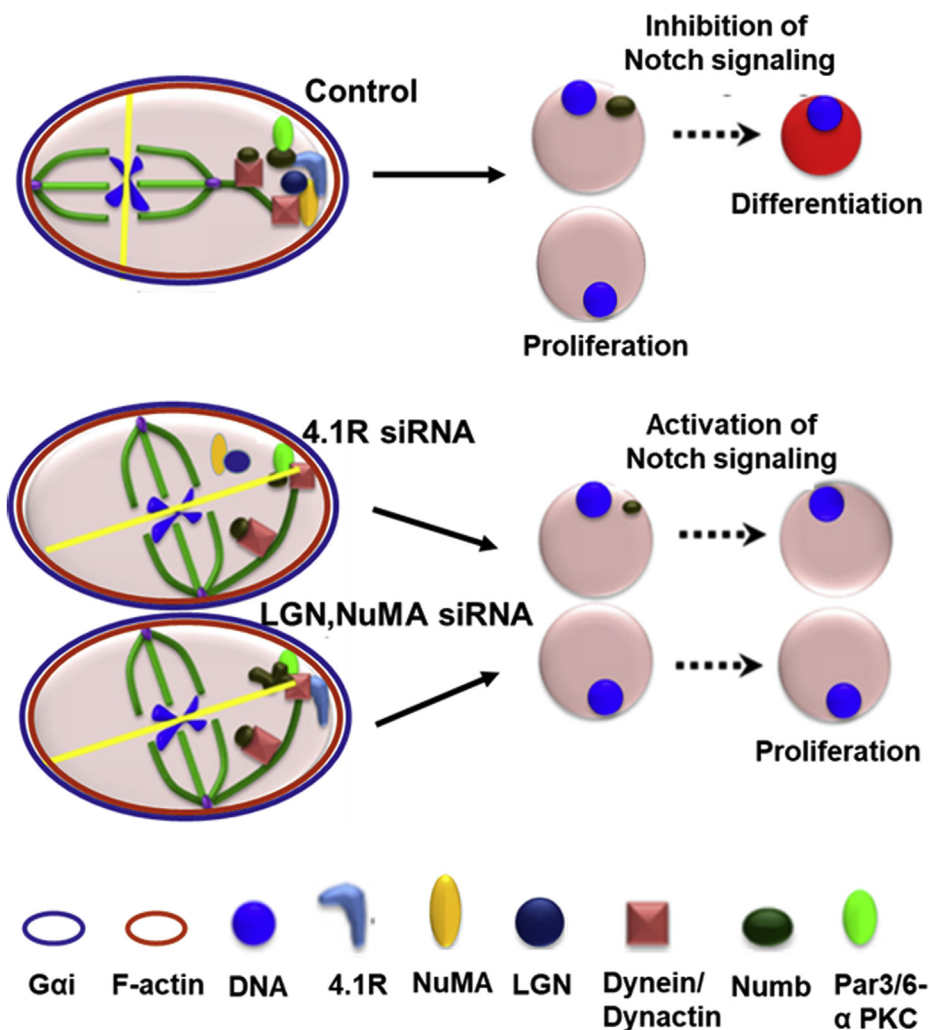 Inhibition of
Notch signaling
Control
Differentiation
Proliferation
4.1R siRNA
Activation of
Notch signaling
LGN,NuMA siRNA
Proliferation
Gαi
F-actin
DNA
4.1R
NuMA
LGN
Dynein/
Dynactin
Numb
Par3/6-
α PKC